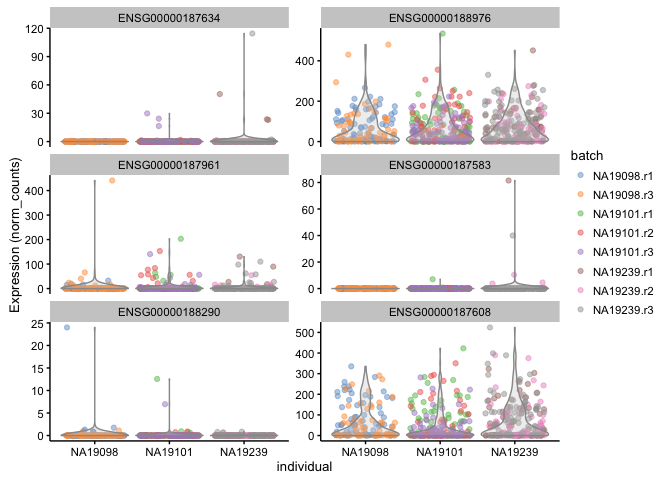 ENSG00000187634 ENSG00000188976
120
90
60
30
0
400
200
0
ENSG00000187961 ENSG00000187583
400
300
200
100
0
80
60
40
20
0
ENSG00000188290 ENSG00000187608
25
20
15
10
5
0
500
400
300
200
100
0
NA19098 NA19101 NA19239 NA19098 NA19101 NA19239
individual
Expression (norm_counts)
batch
NA19098.r1
NA19098.r3
NA19101.r1
NA19101.r2
NA19101.r3
NA19239.r1
NA19239.r2
NA19239.r3